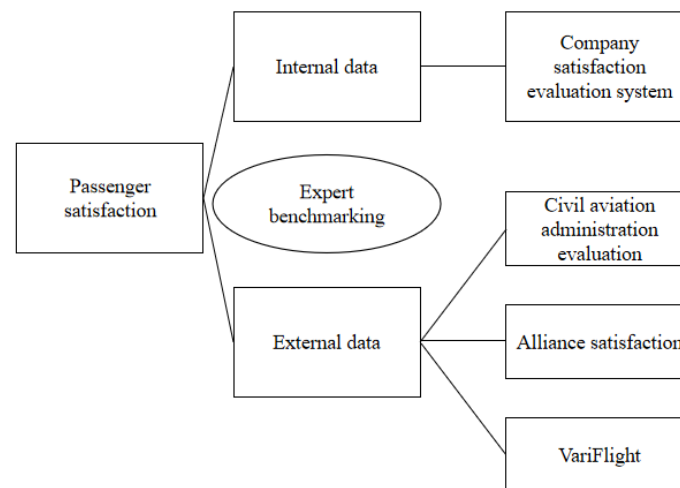 Internal data
Company
satisfaction
evaluation system
Passenger
satisfaction
Expert
benchmarking
Civil aviation
administration
evaluation
External data
Alliance satisfaction
VariFlight